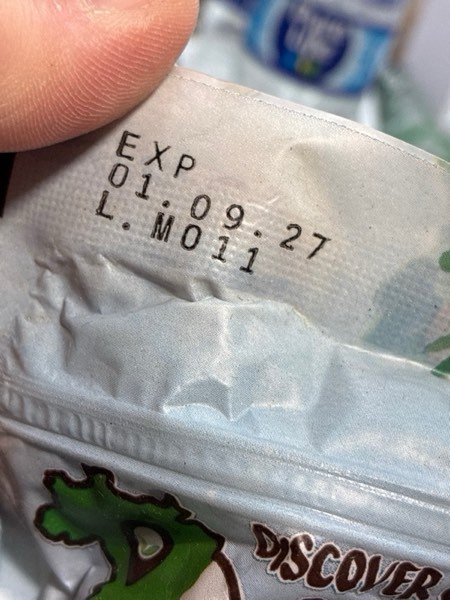 EXP
01.09.27
L.M011
DISCOVER